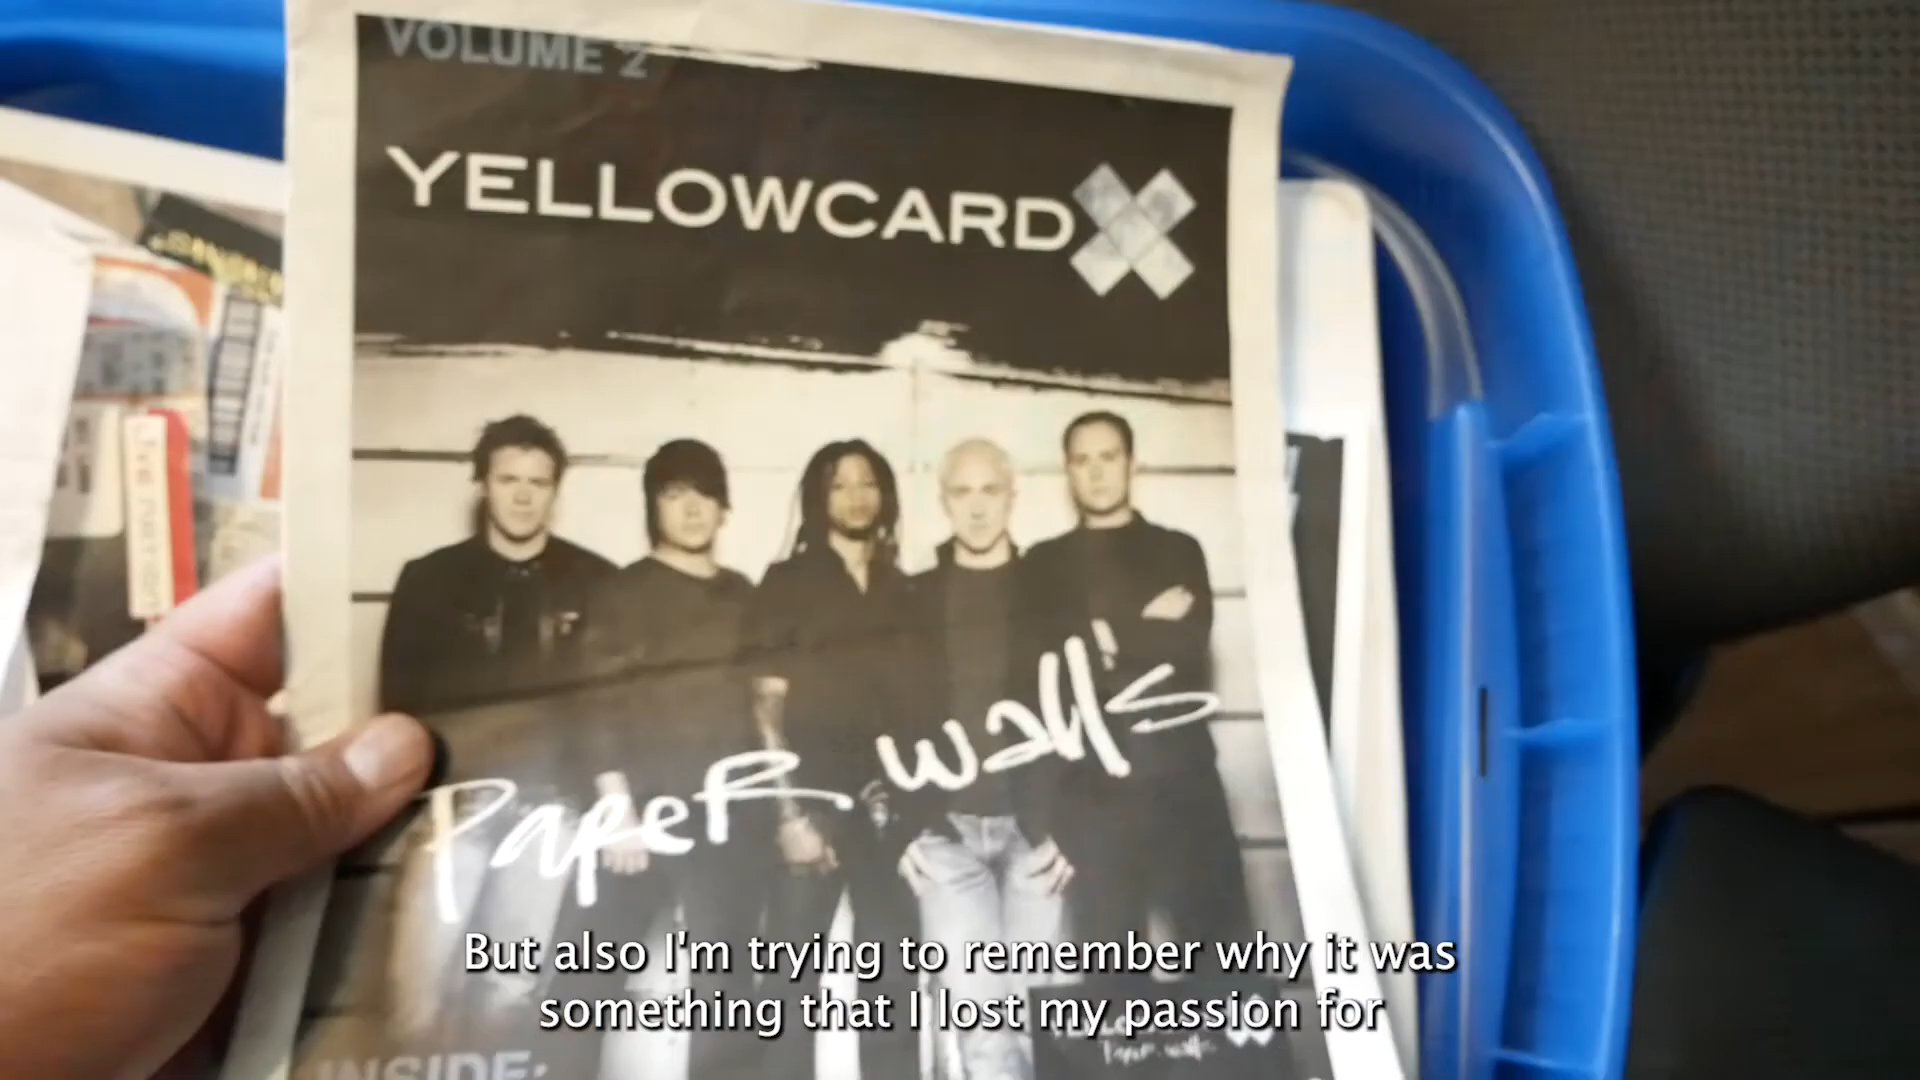 VOLUME 2
YELLOWCARD
PAPER walls
But also I'm trying to remember why it was
something that I lost my passion for
INSIDE: